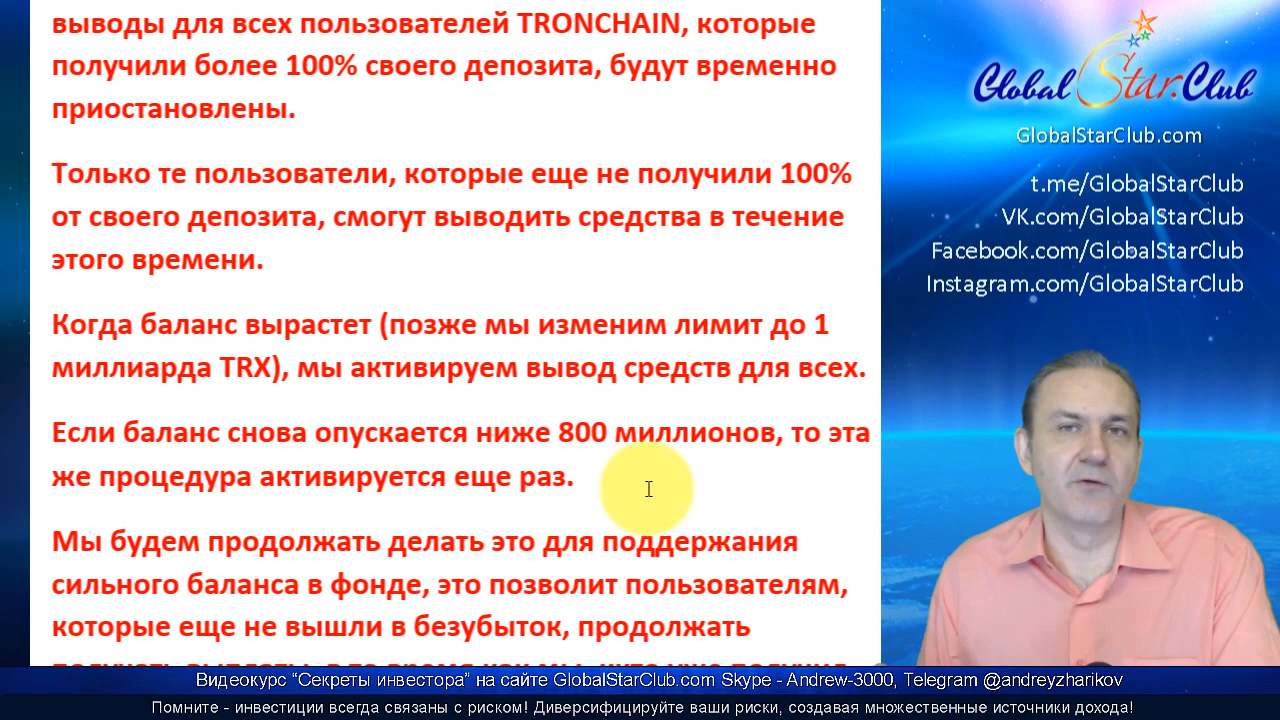 выводы для всех пользователей TRONCHAIN, которые
получили более 100% своего депозита, будут временно
приостановлены.
Только те пользователи, которые еще не получили 100%
от своего депозита, смогут выводить средства в течение
этого времени.
Когда баланс вырастет (позже мы изменим лимит до 1
миллиарда TRX), мы активируем вывод средств для всех.
Если баланс снова опускается ниже 800 миллионов, то эта
же процедура активируется еще раз.
Мы будем продолжать делать это для поддержания
сильного баланса в фонде, это позволит пользователям,
которые еще не вышли в безубыток, продолжать
Global Star.Club
GlobalStarClub.com
t.me/GlobalStarClub
VK.com/GlobalStarClub
Facebook.com/GlobalStarClub
Instagram.com/GlobalStarClub
Видеокурс “Секреты инвестора” на сайте GlobalStarClub.com Skype - Andrew-3000, Telegram @andreyzharikov
Помните - инвестиции всегда связаны с риском! Диверсифицируйте ваши риски, создавая множественные источники дохода!